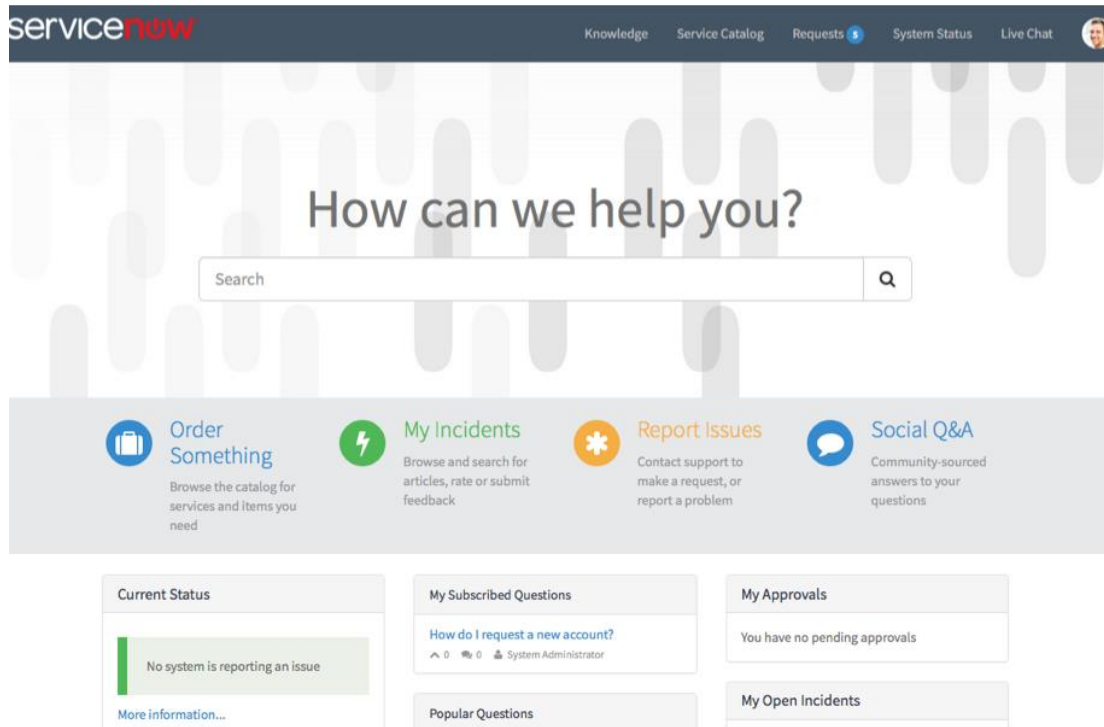 servicenow
Knowledge Service Catalog Requests 5 System Status Live Chat
How can we help you?
Search
Order Something
Browse the catalog for
services and items you
need
My Incidents
Browse and search for
articles, rate or submit
feedback
Report Issues
Contact support to
make a request, or
report a problem
Social Q&A
Community-sourced
answers to your
questions
Current Status
No system is reporting an issue
More information...
My Subscribed Questions
How do I request a new account?
0 0 System Administrator
Popular Questions
My Approvals
You have no pending approvals
My Open Incidents